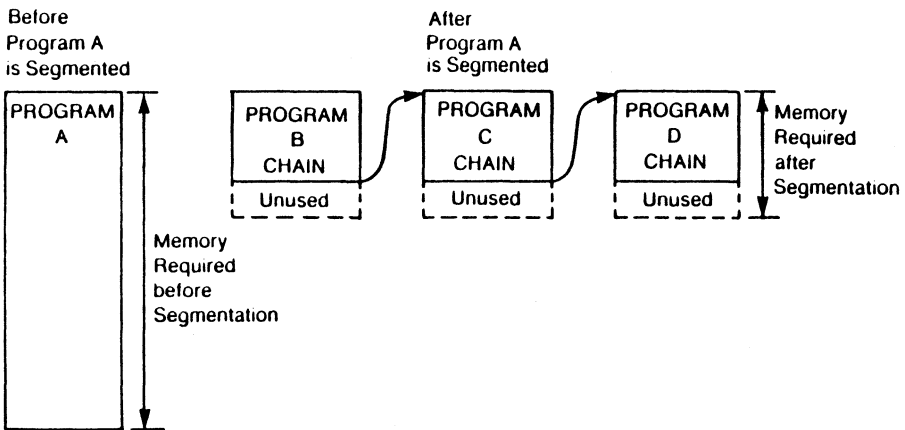 Before
Program A
is Segmented
PROGRAM
A
Memory
Required
before
Segmentation
After
Program A
is Segmented
PROGRAM
B
CHAIN
Unused
PROGRAM
C
CHAIN
Unused
PROGRAM
D
CHAIN
Unused
Memory
Required
after
Segmentation